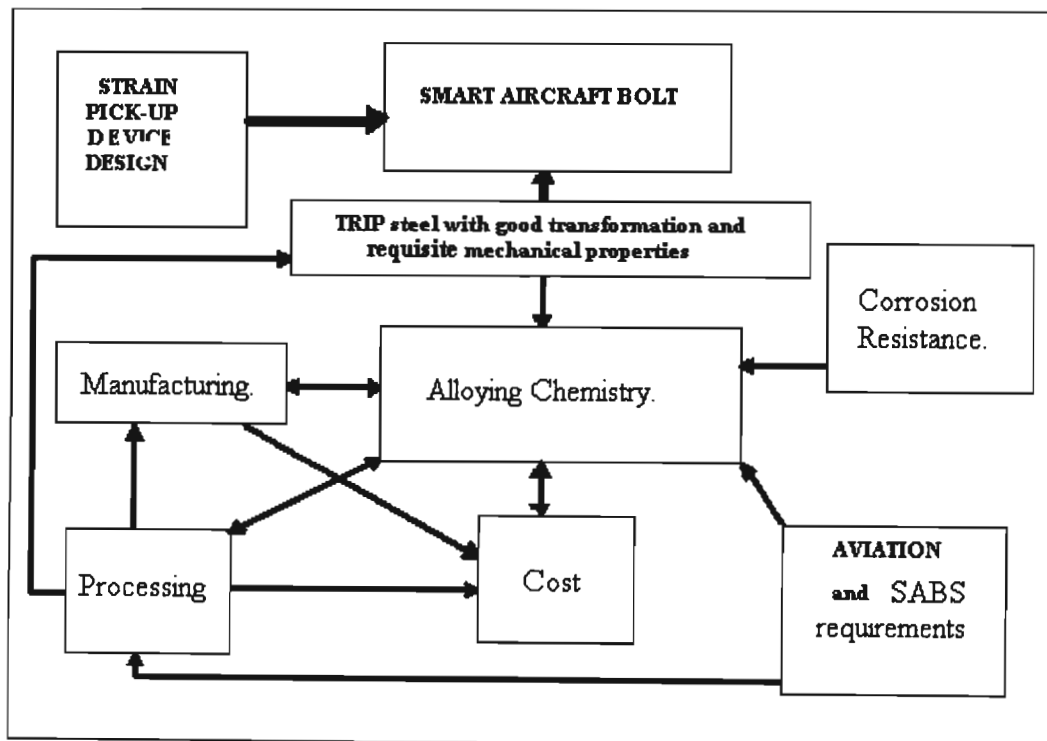 STRAIN
PICK-UP
DEVICE
DESIGN
SMART AIRCRAFT BOLT
TRIP steel with good transformation and
requisite mechanical properties
Corrosion
Resistance.
Manufacturing.
Alloying Chemistry.
Processing
Cost
AVIATION
and SABS
requirements